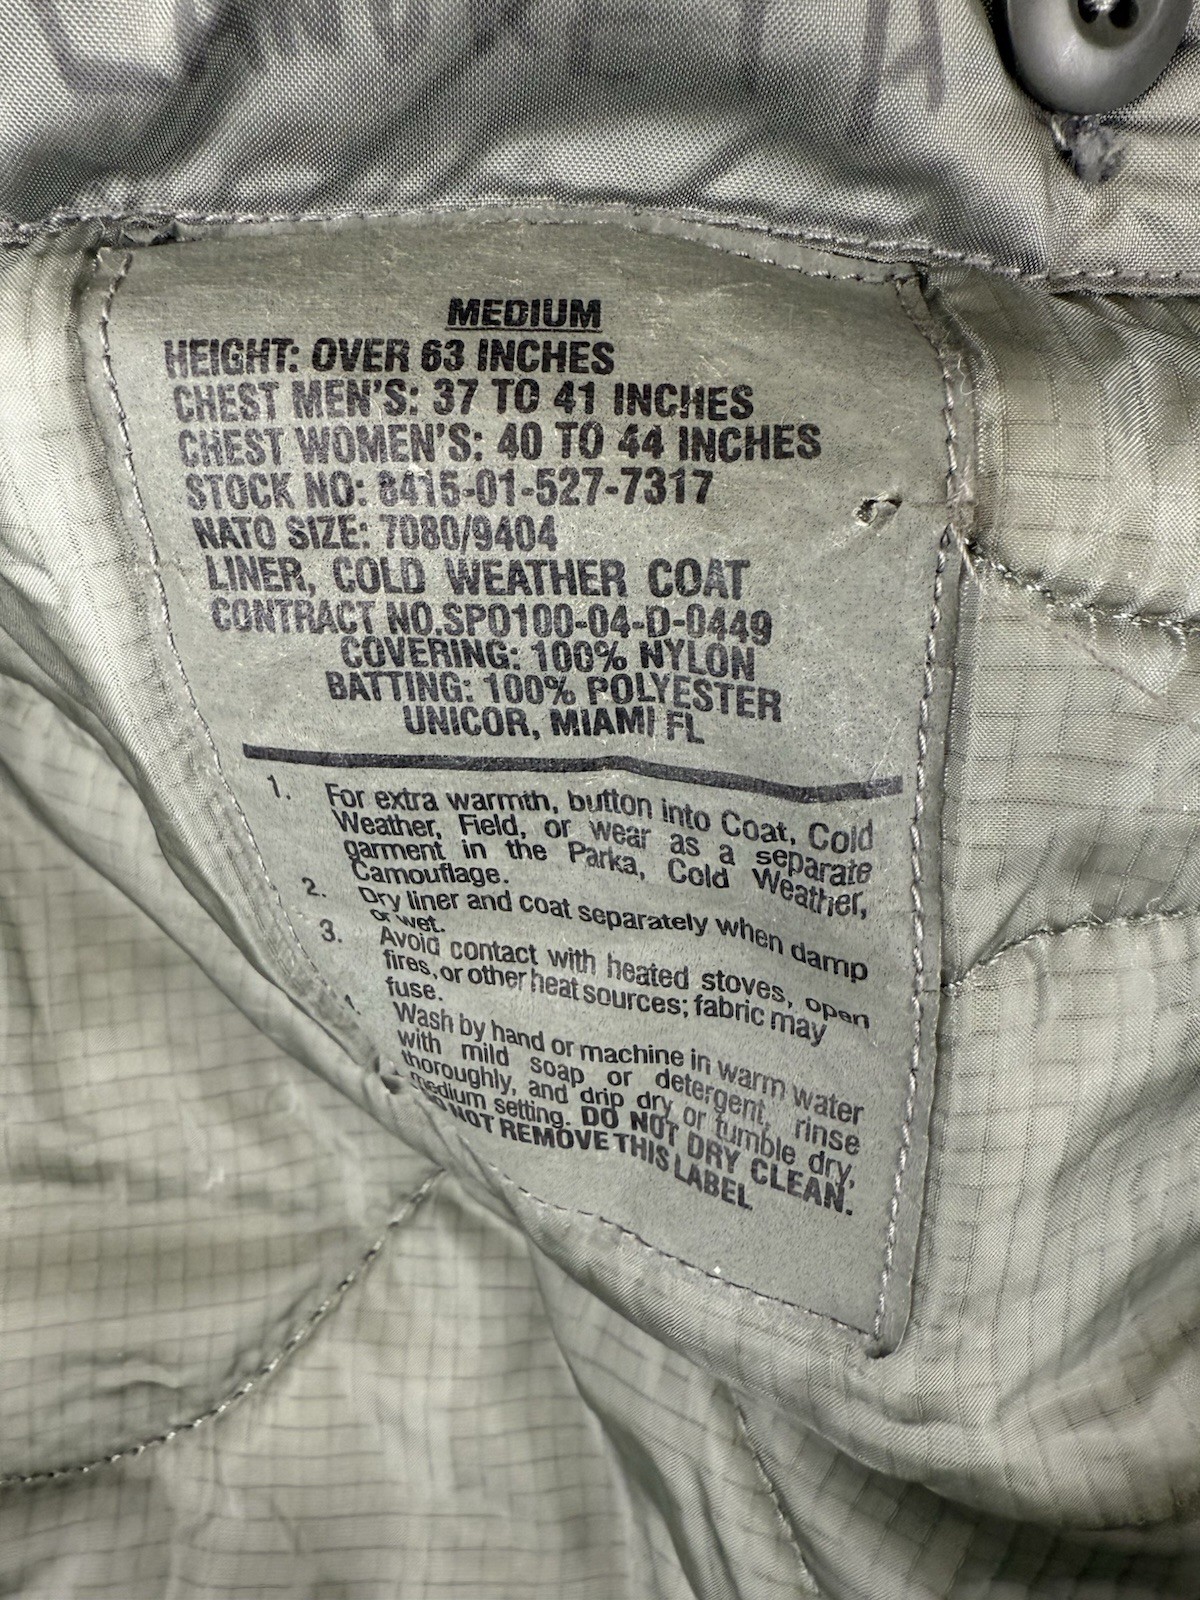 MEDIUM
HEIGHT: OVER 63 INCHES
CHEST MEN'S: 37 TO 41 INCHES
CHEST WOMEN'S: 40 TO 44 INCHES
STOCK NO: 8415-01-527-7317
NATO SIZE: 7080/9404
LINER, COLD WEATHER COAT
CONTRACT NO.SP0100-04-D-0449
COVERING: 100% NYLON
BATTING: 100% POLYESTER
UNICOR, MIAMI FL
1. For extra warmth, button into Coat, Cold
Weather, Field, or wear as a separate
garment in the Parka, Cold Weather,
Camouflage.
2. Dry liner and coat separately when damp
or wet.
3. Avoid contact with heated stoves, open
fires, or other heat sources; fabric may
fuse.
Wash by hand or machine in warm water
with mild soap or detergent, rinse
thoroughly, and drip dry or tumble dry,
medium setting. DO NOT DRY CLEAN.
NOT REMOVE THIS LABEL